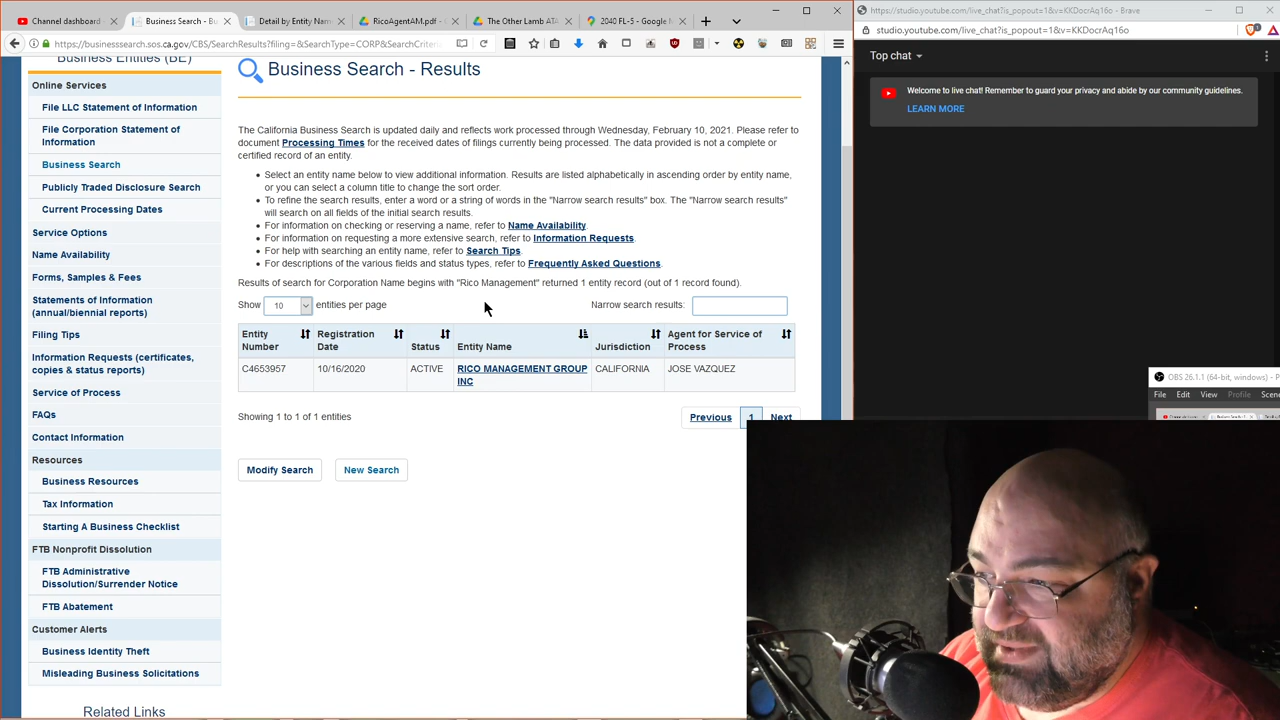 Channel dashboard
Business Search - Bu
Detail by Entity Name
RicoAgentAM.pdf -
The Other Lamb ATA
2040 FL-5 - Google M
https://studio.youtube.com/live_chat?is_popout=1&v=KKDocrAq16o - Brave
https://businesssearch.sos.ca.gov/CBS/SearchResults?filing=&SearchType=CORP&SearchCriter
studio.youtube.com/live_chat?is_popout=1&v=KKDocrAq16o
Top chat
Welcome to live chat! Remember to guard your privacy and abide by our community guidelines.
LEARN MORE
Business Entities (BE)
Online Services
File LLC Statement of Information
File Corporation Statement of
Information
Business Search
Publicly Traded Disclosure Search
Current Processing Dates
Service Options
Name Availability
Forms, Samples & Fees
Statements of Information
(annual/biennial reports)
Filing Tips
Information Requests (certificates,
copies & status reports)
Service of Process
FAQs
Contact Information
Resources
Business Resources
Tax Information
Starting A Business Checklist
FTB Nonprofit Dissolution
FTB Administrative
Dissolution/Surrender Notice
FTB Abatement
Customer Alerts
Business Identity Theft
Misleading Business Solicitations
Related Links
Business Search - Results
The California Business Search is updated daily and reflects work processed through Wednesday, February 10, 2021. Please refer to
document Processing Times for the received dates of filings currently being processed. The data provided is not a complete or
certified record of an entity.
Select an entity name below to view additional information. Results are listed alphabetically in ascending order by entity name,
or you can select a column title to change the sort order.
To refine the search results, enter a word or a string of words in the "Narrow search results" box. The "Narrow search results"
will search on all fields of the initial search results.
For information on checking or reserving a name, refer to Name Availability.
For information on requesting a more extensive search, refer to Information Requests.
For help with searching an entity name, refer to Search Tips.
For descriptions of the various fields and status types, refer to Frequently Asked Questions.
Results of search for Corporation Name begins with "Rico Management" returned 1 entity record (out of 1 record found).
Show 10 entities per page
Narrow search results:
Entity Number Registration Date Status Entity Name Jurisdiction Agent for Service of Process
C4653957 10/16/2020 ACTIVE RICO MANAGEMENT GROUP INC CALIFORNIA JOSE VAZQUEZ
Showing 1 to 1 of 1 entities
Previous 1 Next
Modify Search New Search
OBS 26.1.1 (64-bit, windows) - P
File Edit View Profile Scene